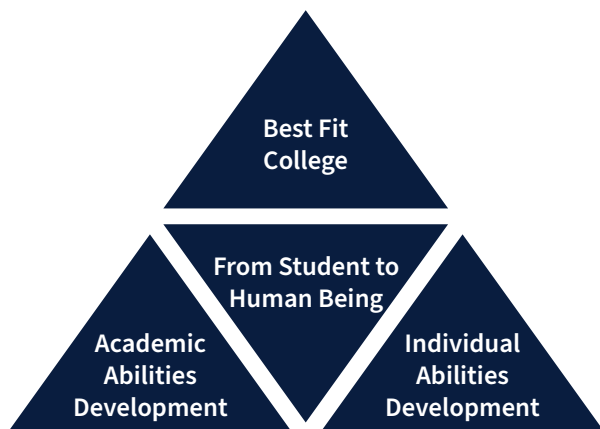 Best Fit
College
From Student to
Human Being
Academic
Abilities
Development
Individual
Abilities
Development